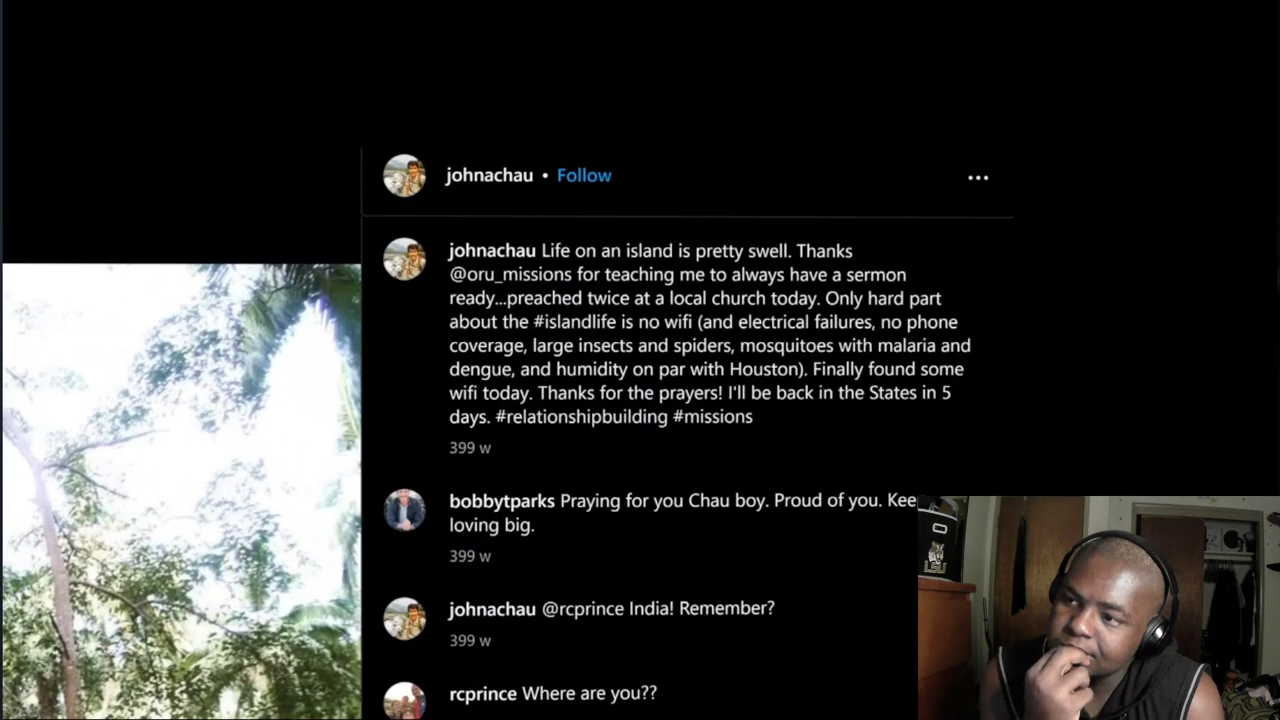 johnachau • Follow
johnachau Life on an island is pretty swell. Thanks
@oru_missions for teaching me to always have a sermon
ready...preached twice at a local church today. Only hard part
about the #islandlife is no wifi (and electrical failures, no phone
coverage, large insects and spiders, mosquitoes with malaria and
dengue, and humidity on par with Houston). Finally found some
wifi today. Thanks for the prayers! I'll be back in the States in 5
days. #relationshipbuilding #missions
399 w
bobbytparks Praying for you Chau boy. Proud of you. Kee
loving big.
399 w
johnachau @rcprince India! Remember?
399 w
rcprince Where are you??
LSU